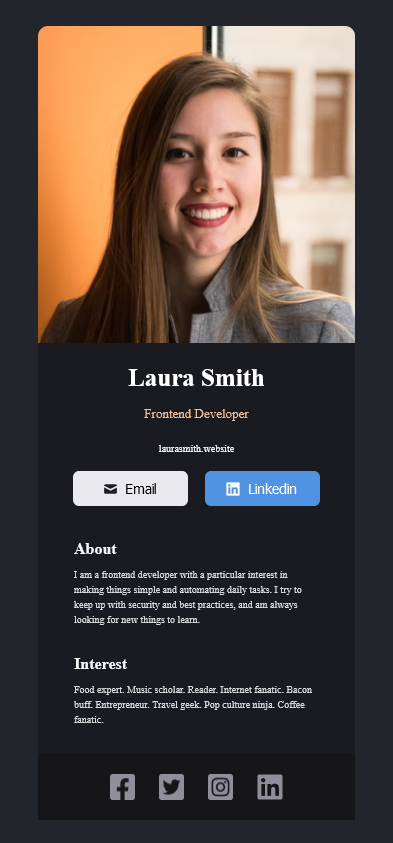 Laura Smith
Frontend Developer
laurasmith.website
Email
Linkedin
About
I am a frontend developer with a particular interest in
making things simple and automating daily tasks. I try to
keep up with security and best practices, and am always
looking for new things to learn.
Interest
Food expert. Music scholar. Reader. Internet fanatic. Bacon
buff. Entrepreneur. Travel geek. Pop culture ninja. Coffee
fanatic.